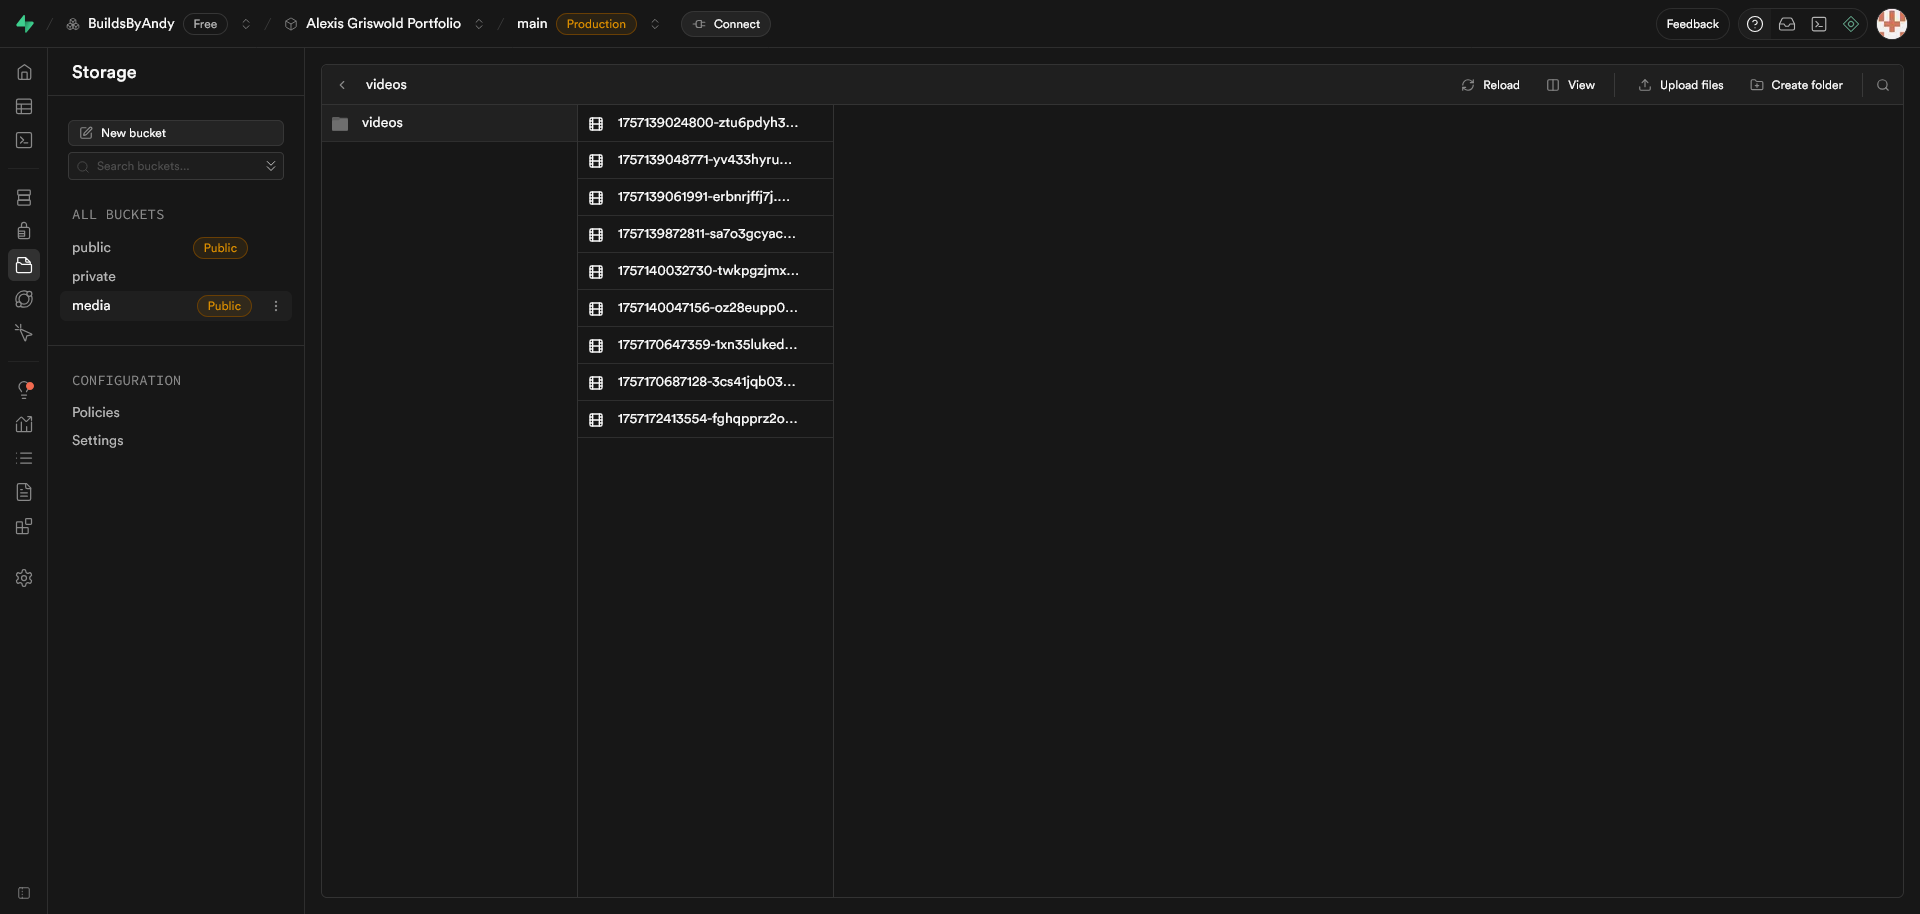 BuildsByAndy Free Alexis Griswold Portfolio main Production Connect Feedback
Storage
New bucket
Search buckets...
ALL BUCKETS
public Public
private
media Public
CONFIGURATION
Policies
Settings
videos Reload View Upload files Create folder
videos
1757139024800-ztu6pdyh3...
1757139048771-yv433hyru...
1757139061991-erbnrjffj7j....
1757139872811-sa7o3gcyac...
1757140032730-twkpgzjmx...
1757140047156-oz28eupp0...
1757170647359-1xn35luked...
1757170687128-3cs41jqb03...
1757172413554-fghqpprz2o...